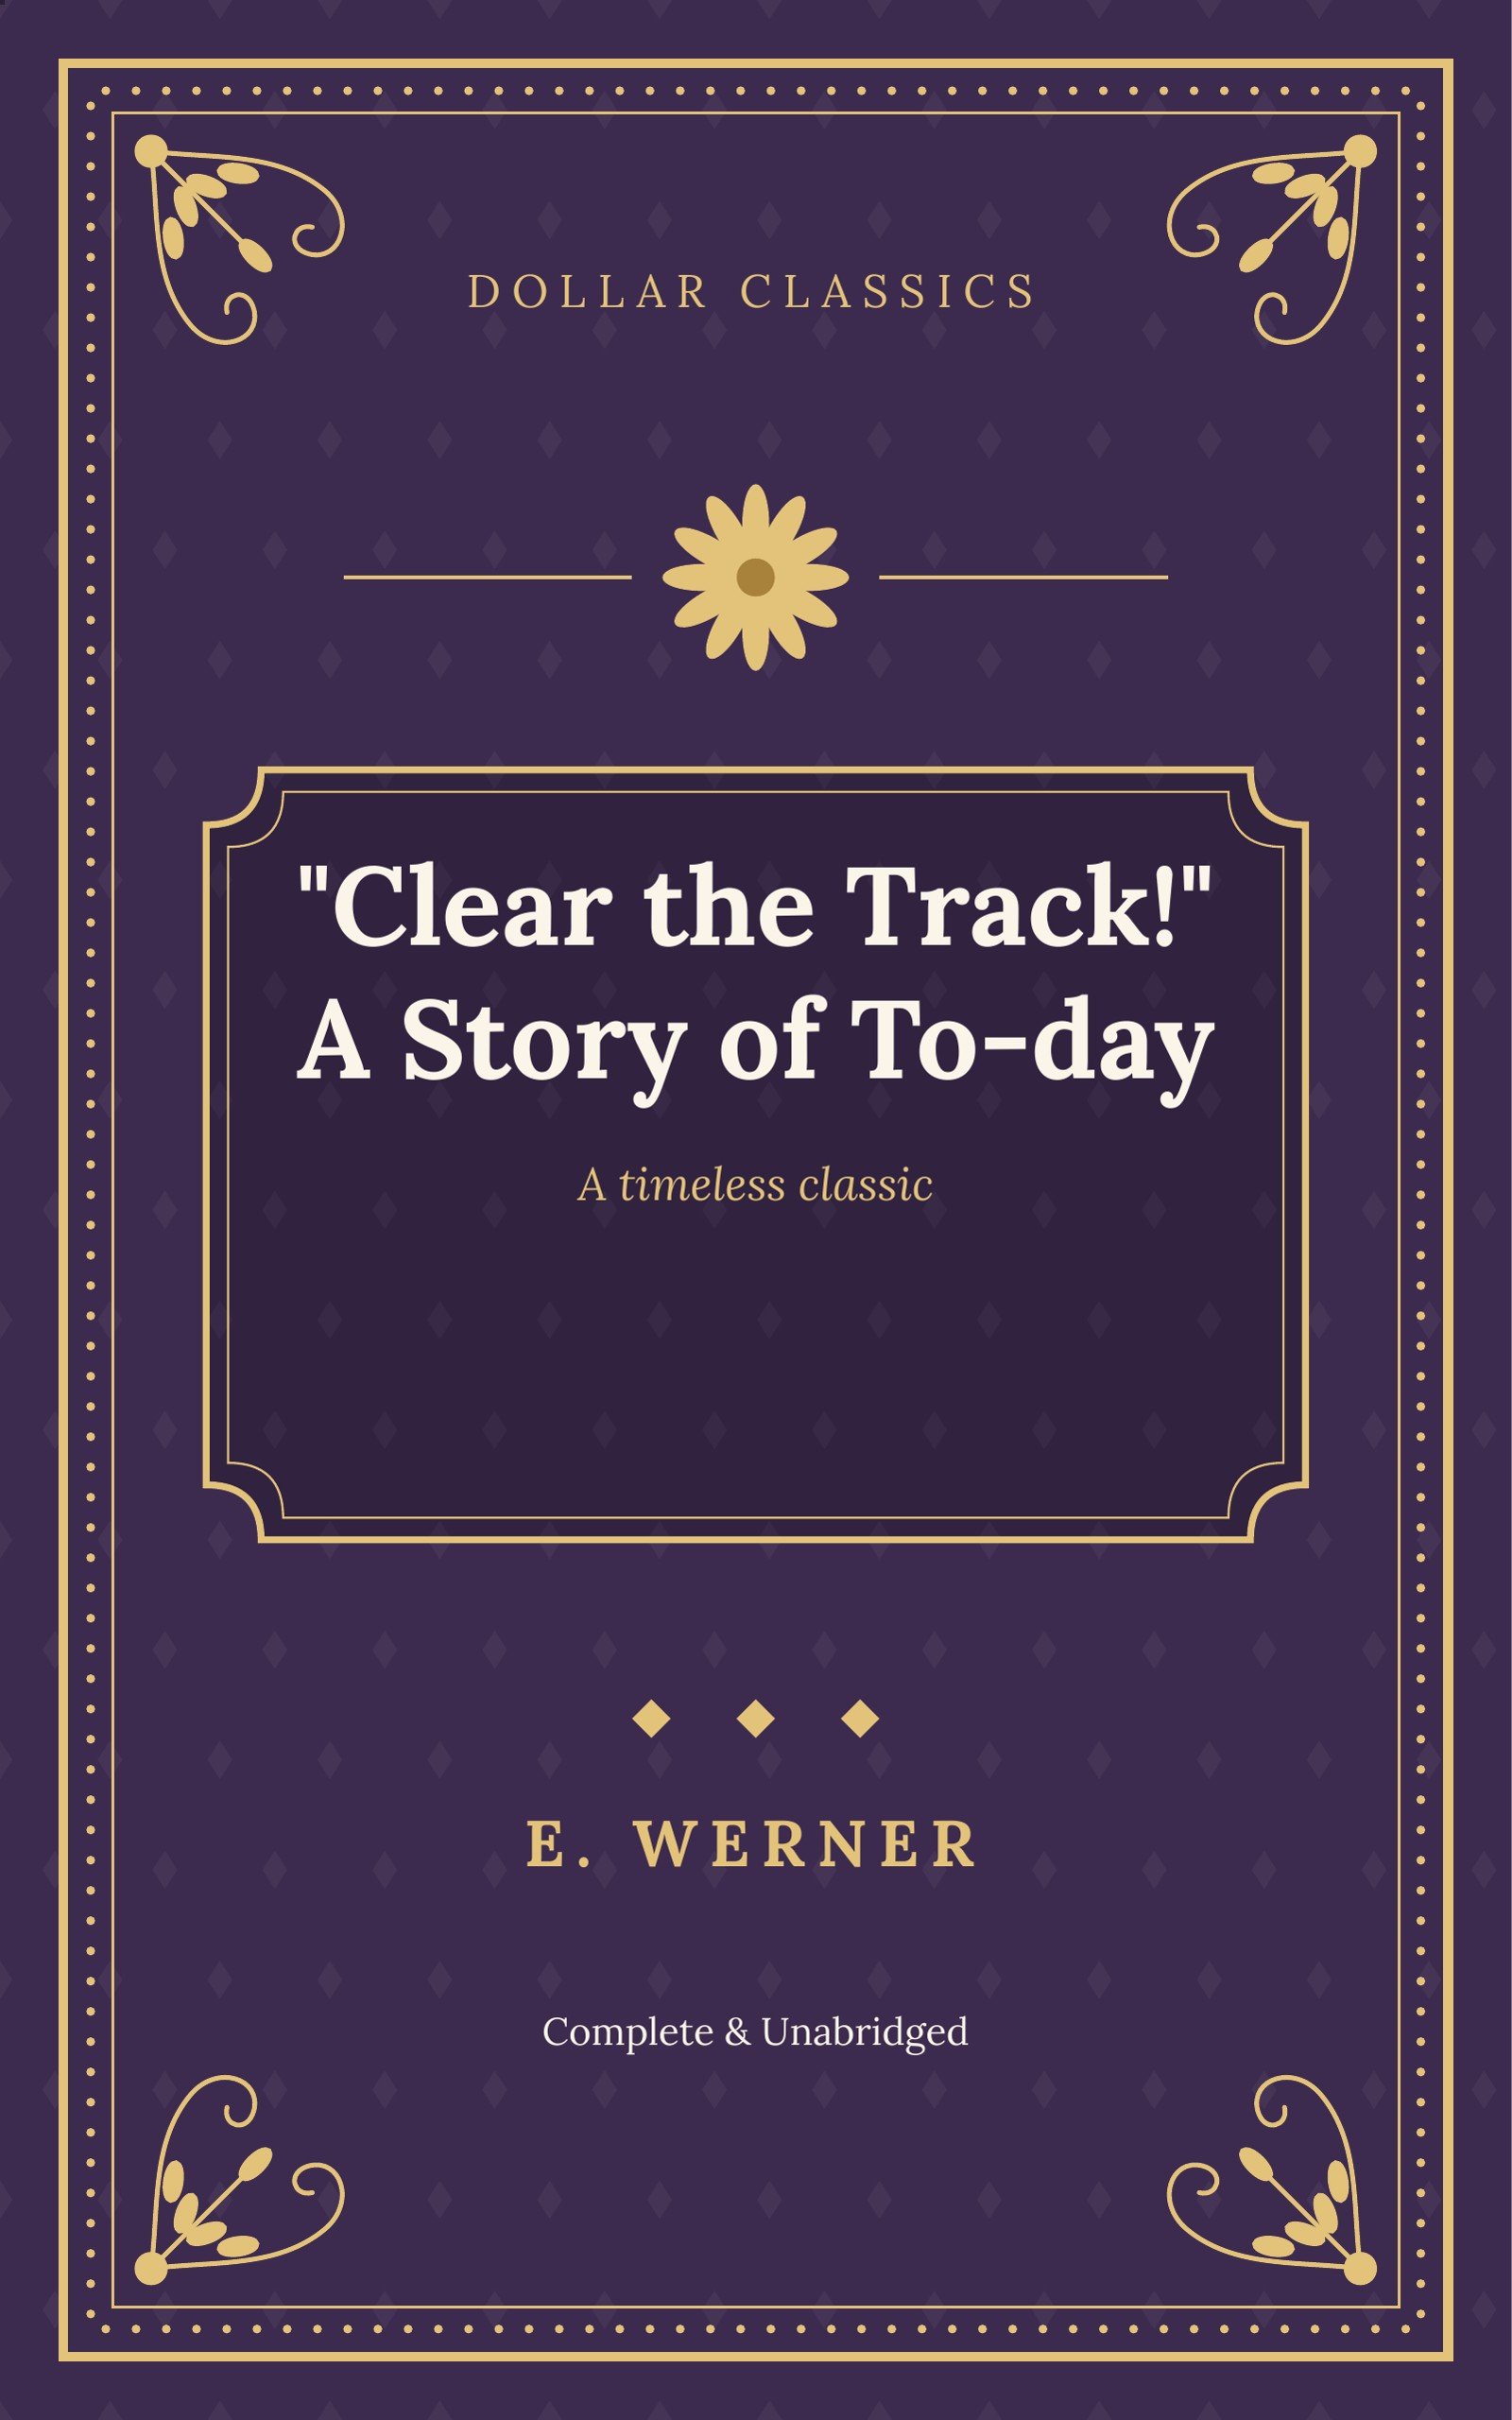 DOLLAR CLASSICS
"Clear the Track!"
A Story of To-day
A timeless classic
E. WERNER
Complete & Unabridged